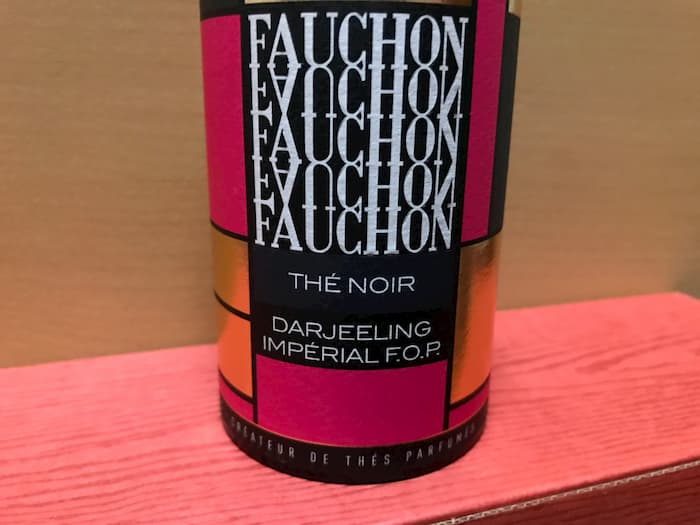 FAUCHON
FAUCHON
FAUCHON
FAUCHON
FAUCHON
THÉ NOIR
DARJEELING
IMPÉRIAL F.O.P.
CRÉATEUR DE THÉS PARFUMÉS